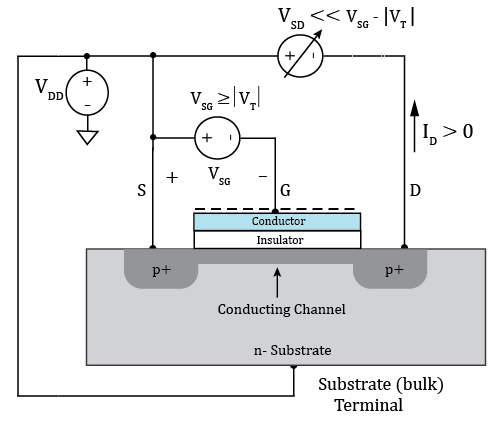 V_SD << V_SG - |V_T|
+ -
V_DD
+
-
V_SG ≥ |V_T|
+ -
V_SG
I_D > 0
S
+
–
G
D
Conductor
Insulator
p+
p+
Conducting Channel
n- Substrate
Substrate (bulk)
Terminal